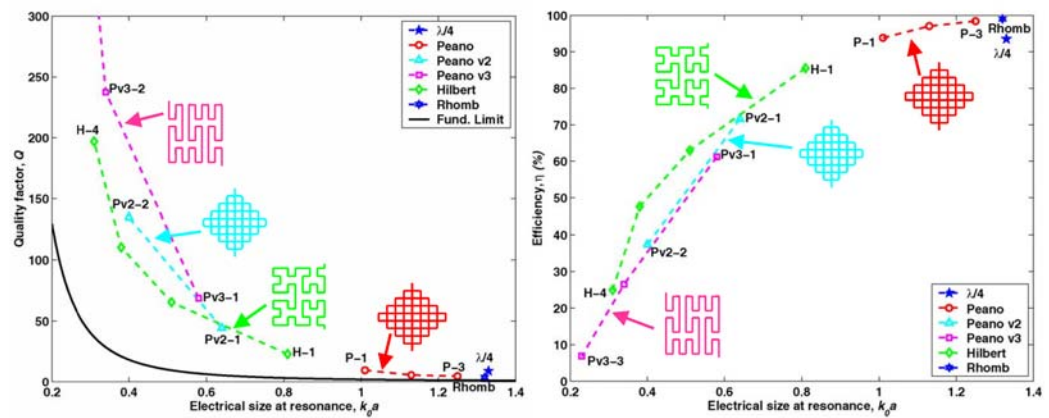 300
250
200
150
100
50
0
0.2
0.4
0.6
0.8
1
1.2
1.4
Quality factor, Q
Electrical size at resonance, k₀a
λ/4
Peano
Peano v2
Peano v3
Hilbert
Rhomb
Fund. Limit
Pv3-2
H-4
Pv2-2
Pv3-1
Pv2-1
H-1
P-1
P-3
λ/4
Rhomb
100
90
80
70
60
50
40
30
20
10
0
0.2
0.4
0.6
0.8
1
1.2
1.4
Efficiency, η (%)
Electrical size at resonance, k₀a
P-1
P-3
Rhomb
λ/4
H-1
Pv2-1
Pv3-1
Pv2-2
H-4
Pv3-3
λ/4
Peano
Peano v2
Peano v3
Hilbert
Rhomb